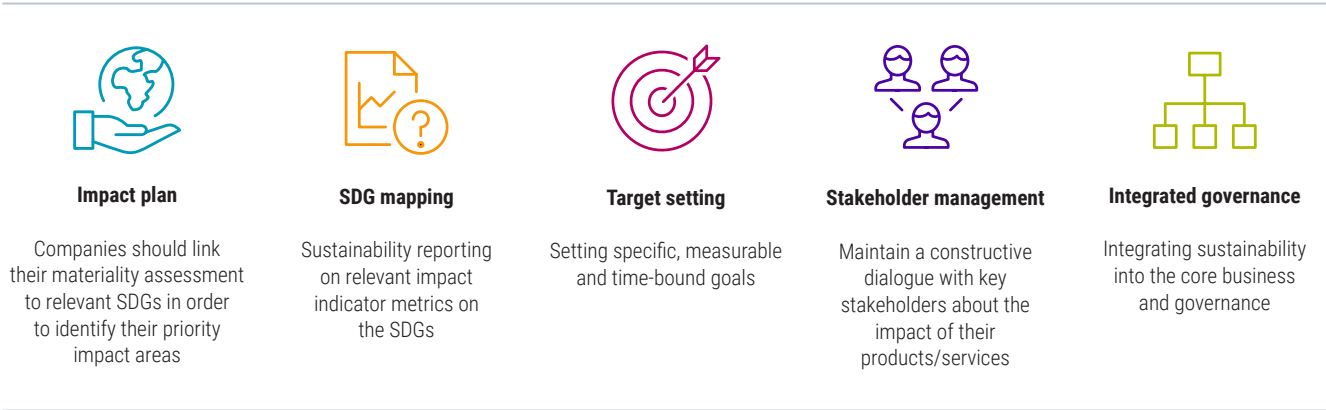 Impact plan
Companies should link
their materiality assessment
to relevant SDGs in order
to identify their priority
impact areas
SDG mapping
Sustainability reporting
on relevant impact
indicator metrics on
the SDGs
Target setting
Setting specific, measurable
and time-bound goals
Stakeholder management
Maintain a constructive
dialogue with key
stakeholders about the
impact of their
products/services
Integrated governance
Integrating sustainability
into the core business
and governance